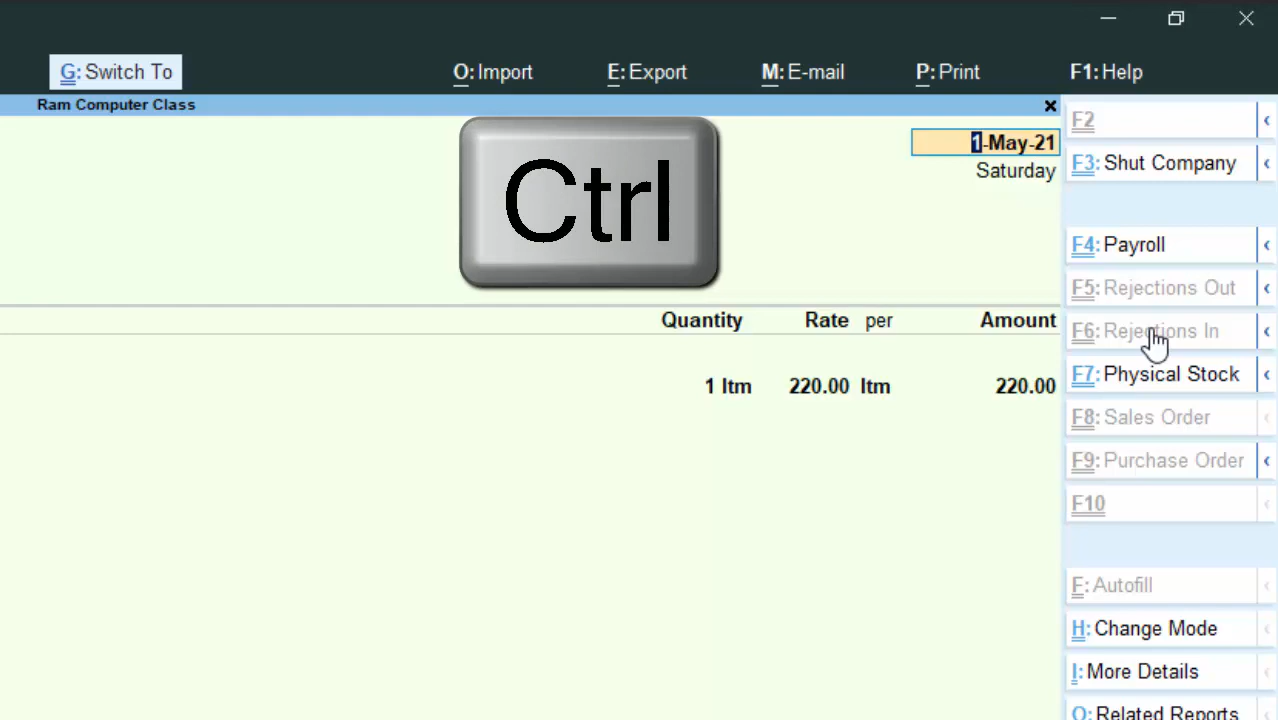 G: Switch To O: Import E: Export M: E-mail P: Print F1: Help
Ram Computer Class
1-May-21
Saturday
Ctrl
Quantity Rate per Amount
1 Itm 220.00 Itm 220.00
F2
F3: Shut Company
F4: Payroll
F5: Rejections Out
F6: Rejections In
F7: Physical Stock
F8: Sales Order
F9: Purchase Order
F10
F: Autofill
H: Change Mode
I: More Details
O: Related Reports